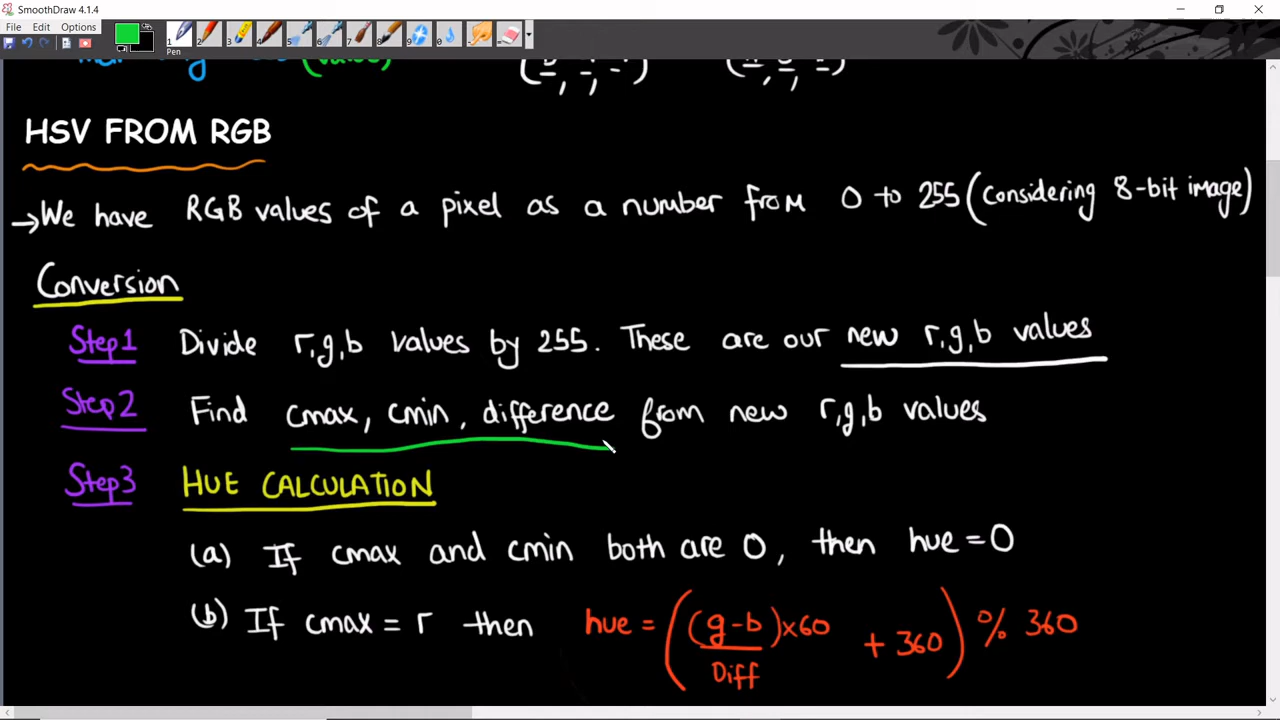 SmoothDraw 4.1.4
File Edit Options
Pen
(value)
HSV FROM RGB
→We have RGB values of a pixel as a number from 0 to 255 (considering 8-bit image)
Conversion
Step1 Divide r,g,b values by 255. These are our new r,g,b values
Step2 Find cmax, cmin, difference from new r,g,b values
Step3 HUE CALCULATION
(a) If cmax and cmin both are 0, then hue = 0
(b) If cmax = r then hue = ((g-b)×60 + 360) % 360
Diff